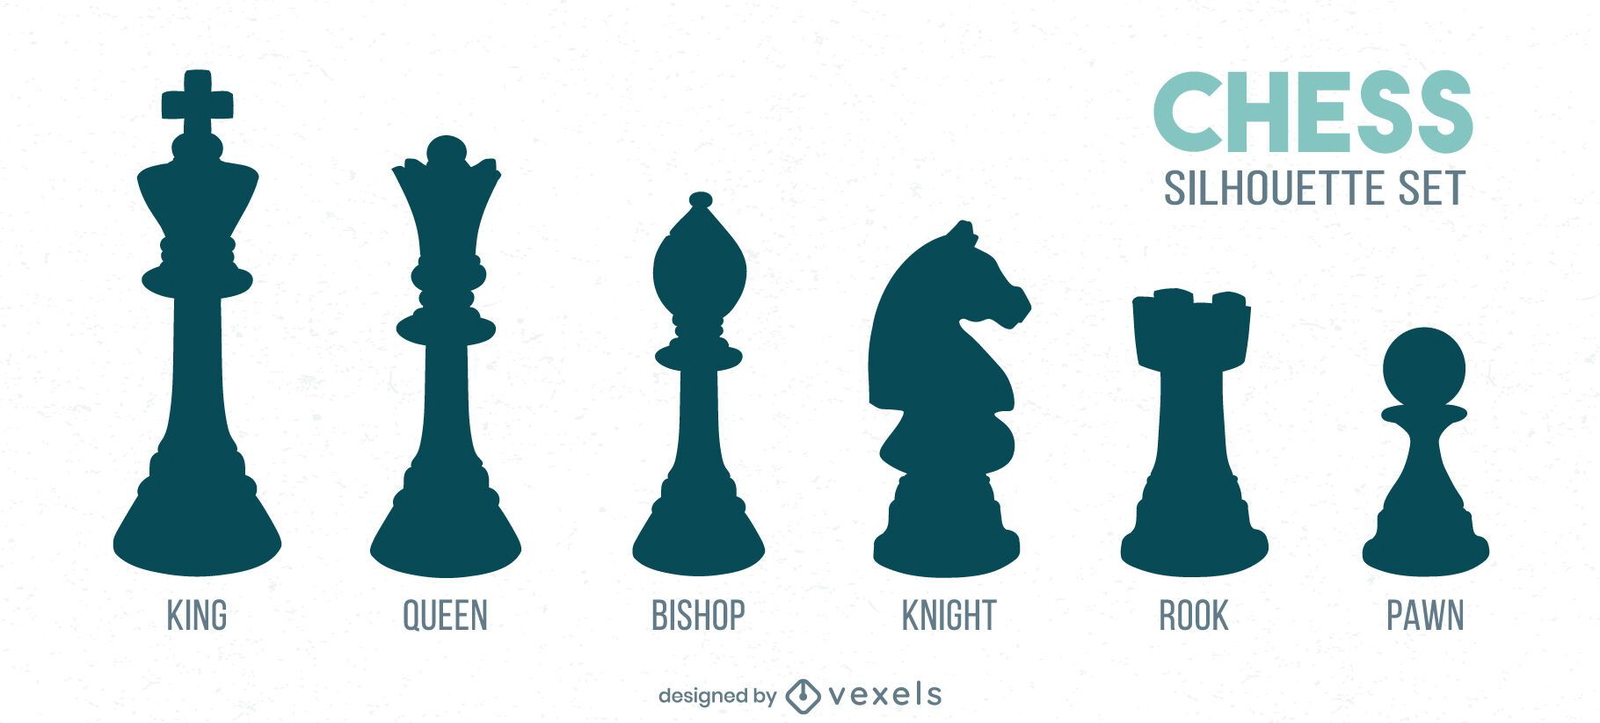 CHESS
SILHOUETTE SET
KING QUEEN BISHOP KNIGHT ROOK PAWN
designed by vexels